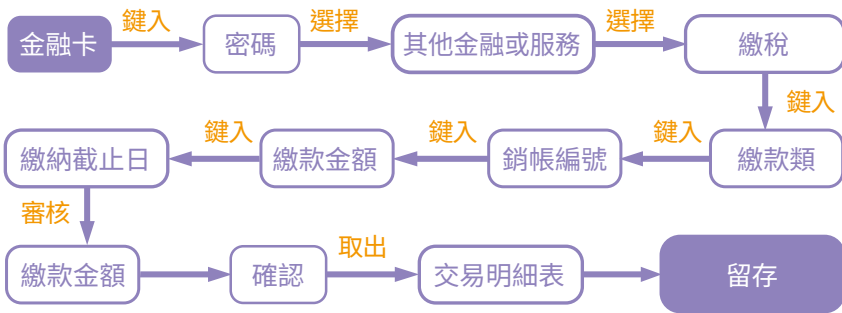 金融卡 鍵入 密碼 選擇 其他金融或服務 選擇 繳稅
鍵入
繳納截止日 鍵入 繳款金額 鍵入 銷帳編號 鍵入 繳款類
審核
繳款金額 確認 取出 交易明細表 留存